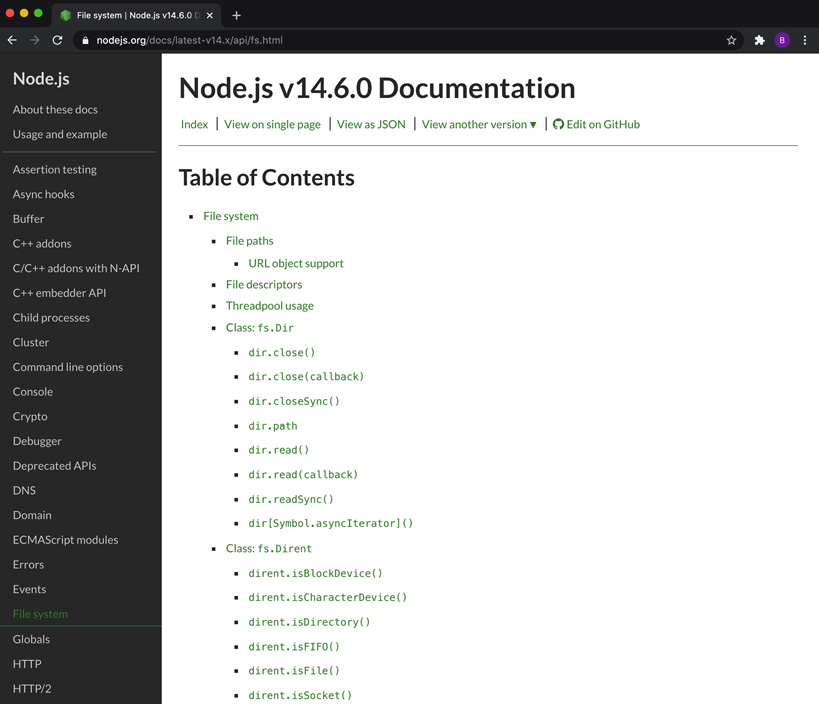 File system | Node.js v14.6.0 D
nodejs.org/docs/latest-v14.x/api/fs.html
B
Node.js
About these docs
Usage and example
Assertion testing
Async hooks
Buffer
C++ addons
C/C++ addons with N-API
C++ embedder API
Child processes
Cluster
Command line options
Console
Crypto
Debugger
Deprecated APIs
DNS
Domain
ECMAScript modules
Errors
Events
File system
Globals
HTTP
HTTP/2
Node.js v14.6.0 Documentation
Index | View on single page | View as JSON | View another version ▼ | Edit on GitHub
Table of Contents
File system
File paths
URL object support
File descriptors
Threadpool usage
Class: fs.Dir
dir.close()
dir.close(callback)
dir.closeSync()
dir.path
dir.read()
dir.read(callback)
dir.readSync()
dir[Symbol.asyncIterator]()
Class: fs.Dirent
dirent.isBlockDevice()
dirent.isCharacterDevice()
dirent.isDirectory()
dirent.isFIFO()
dirent.isFile()
dirent.isSocket()